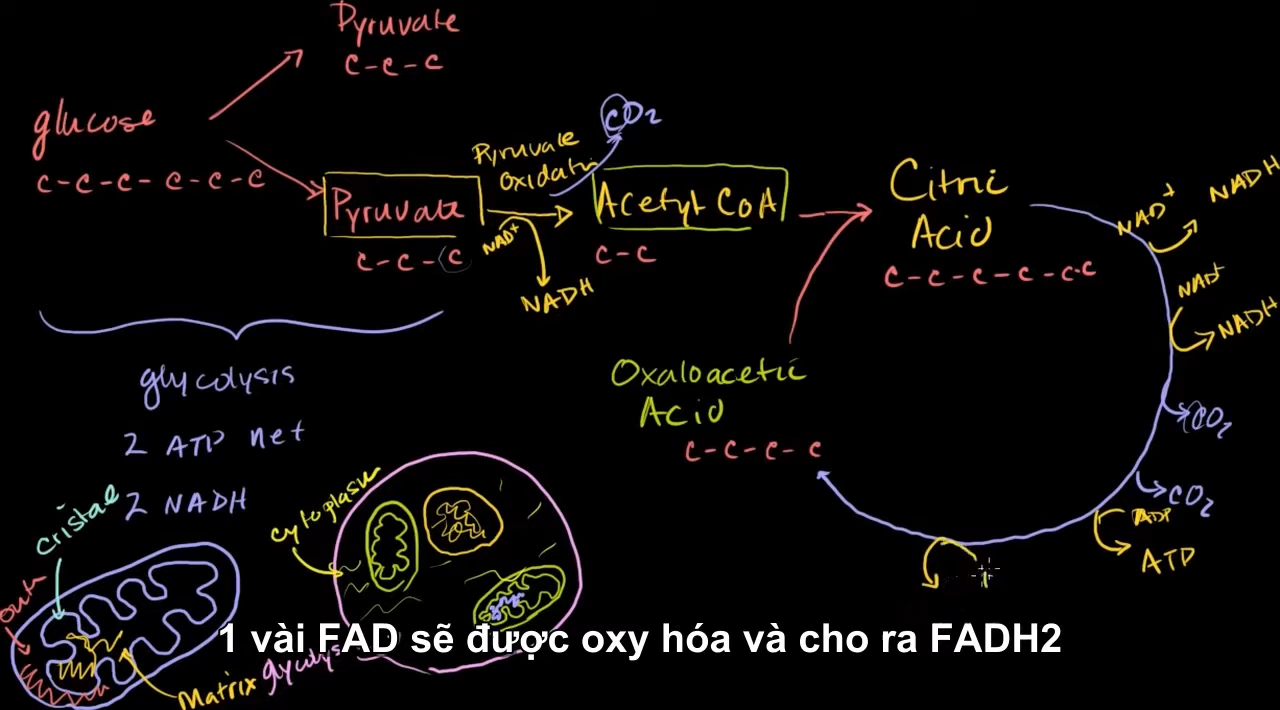 Pyruvate
C-C-C
glucose
C-C-C-C-C-C
Pyruvate
C-C-C
Pyruvate
Oxidati
CO2
NAD+
NADH
Acetyl CoA
C-C
Citric
Acid
C-C-C-C-C-C
NAD+
NADH
NAD+
NADH
CO2
CO2
ADP
ATP
Oxaloacetic
Acid
C-C-C-C
glycolysis
2 ATP net
2 NADH
cristae
cytoplasm
Matrix
1 vài FAD sẽ được oxy hóa và cho ra FADH2